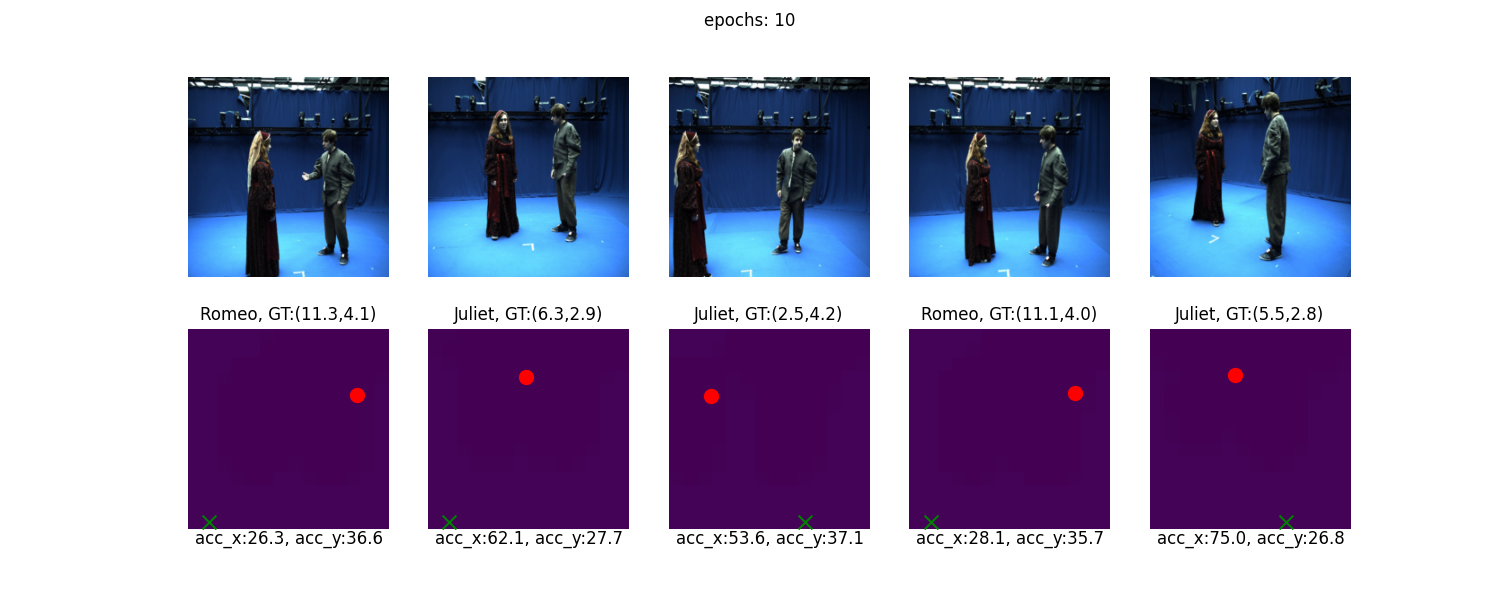 epochs: 10
Romeo, GT:(11.3,4.1)
Juliet, GT:(6.3,2.9)
Juliet, GT:(2.5,4.2)
Romeo, GT:(11.1,4.0)
Juliet, GT:(5.5,2.8)
acc_x:26.3, acc_y:36.6
acc_x:62.1, acc_y:27.7
acc_x:53.6, acc_y:37.1
acc_x:28.1, acc_y:35.7
acc_x:75.0, acc_y:26.8